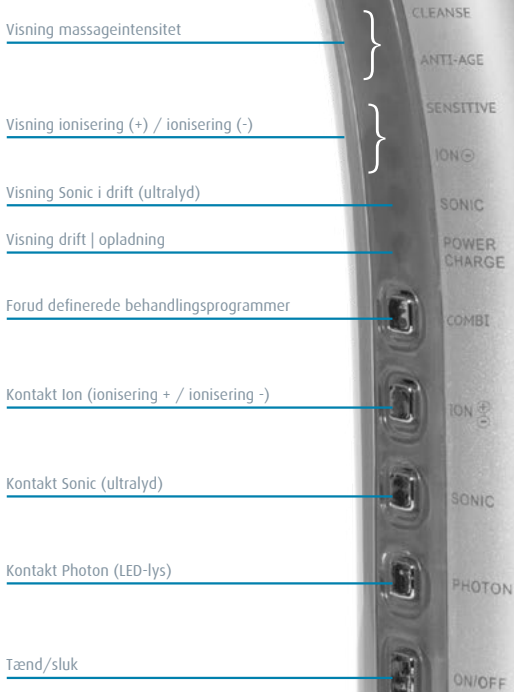 CLEANSE
Visning massageintensitet
ANTI-AGE
SENSITIVE
Visning ionisering (+) / ionisering (-)
ION⊖
Visning Sonic i drift (ultralyd)
SONIC
Visning drift | opladning
POWER
CHARGE
Forud definerede behandlingsprogrammer
COMBI
Kontakt Ion (ionisering + / ionisering -)
ION ⊕⊖
Kontakt Sonic (ultralyd)
SONIC
Kontakt Photon (LED-lys)
PHOTON
Tænd/sluk
ON/OFF